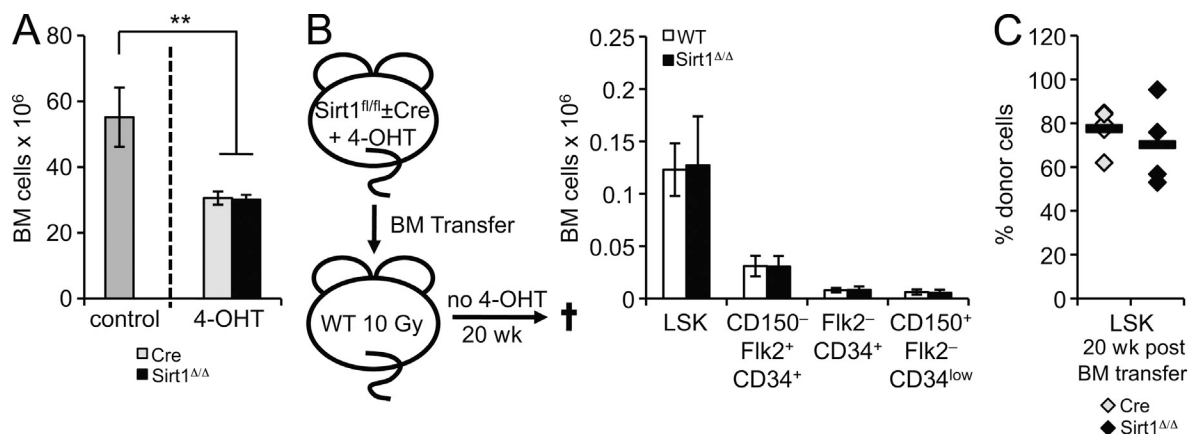 A
**
80
60
40
20
0
BM cells x 10⁶
control
4-OHT
Cre
Sirt1Δ/Δ
B
Sirt1fl/fl±Cre
+ 4-OHT
BM Transfer
WT 10 Gy
no 4-OHT
20 wk
✝
0.25
0.2
0.15
0.1
0.05
0
BM cells x 10⁶
WT
Sirt1Δ/Δ
LSK
CD150⁻
Flk2⁺
CD34⁺
Flk2⁻
CD34⁺
CD150⁺
Flk2⁻
CD34low
C
120
100
80
60
40
20
0
% donor cells
LSK
20 wk post
BM transfer
Cre
Sirt1Δ/Δ